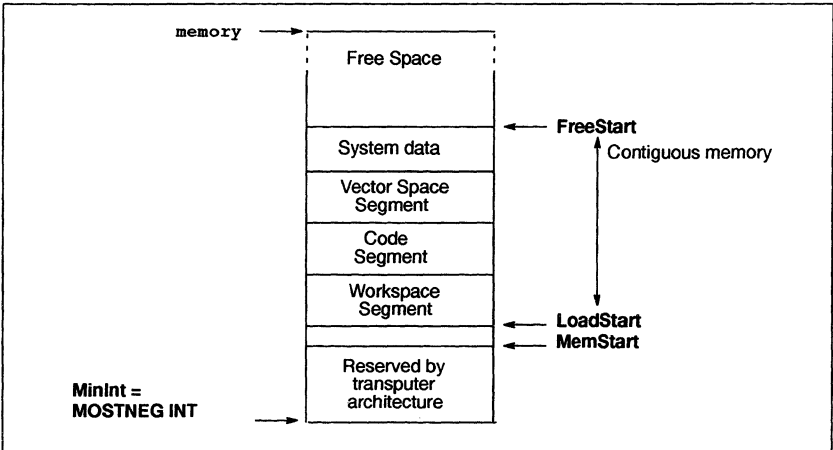 memory
Free Space
FreeStart
System data
Contiguous memory
Vector Space
Segment
Code
Segment
Workspace
Segment
LoadStart
MemStart
Reserved by
transputer
architecture
MinInt =
MOSTNEG INT